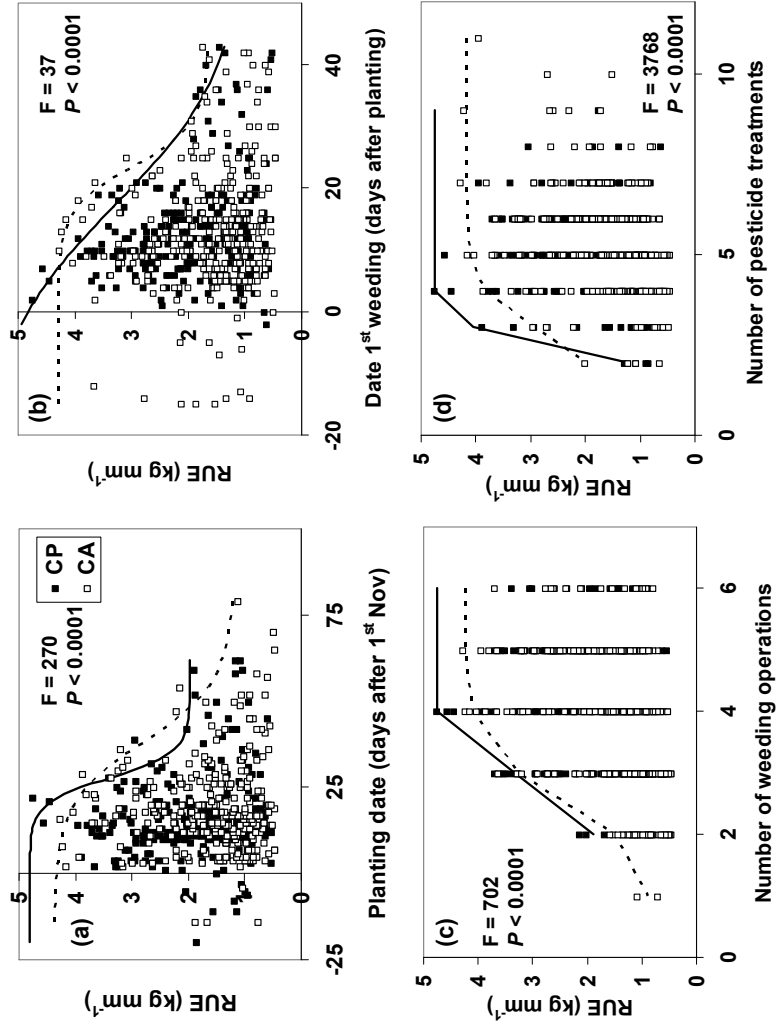 (a)
F = 270
P < 0.0001
CP
CA
RUE (kg mm-1)
5
4
3
2
1
0
-25
25
75
Planting date (days after 1st Nov)
(b)
F = 37
P < 0.0001
RUE (kg mm-1)
5
4
3
2
1
0
-20
0
20
40
Date 1st weeding (days after planting)
(c)
F = 702
P < 0.0001
RUE (kg mm-1)
5
4
3
2
1
0
0
2
4
6
Number of weeding operations
(d)
F = 3768
P < 0.0001
RUE (kg mm-1)
5
4
3
2
1
0
0
5
10
Number of pesticide treatments